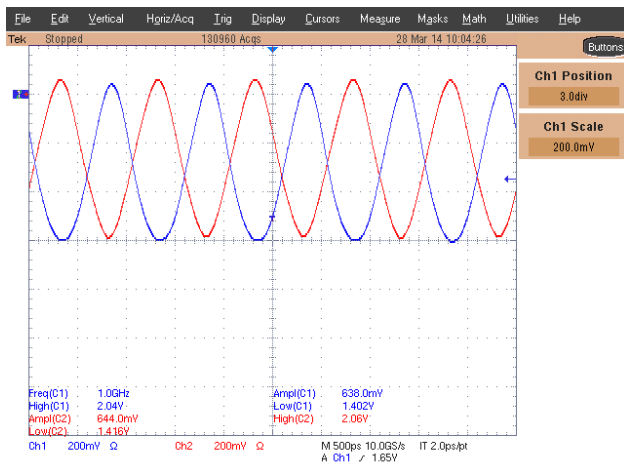 File Edit Vertical Horiz/Acq Trig Display Cursors Measure Masks Math Utilities Help
Tek Stopped 130960 Acqs 28 Mar 14 10:04:26
Buttons
Ch1 Position
3.0div
Ch1 Scale
200.0mV
Freq(C1) 1.0GHz Ampl(C1) 638.0mV
High(C1) 2.04V Low(C1) 1.402V
Ampl(C2) 644.0mV High(C2) 2.06V
Low(C2) 1.416V
Ch1 200mV Ω Ch2 200mV Ω M 500ps 10.0GS/s IT 2.0ps/pt
A Ch1 ∕ 1.65V